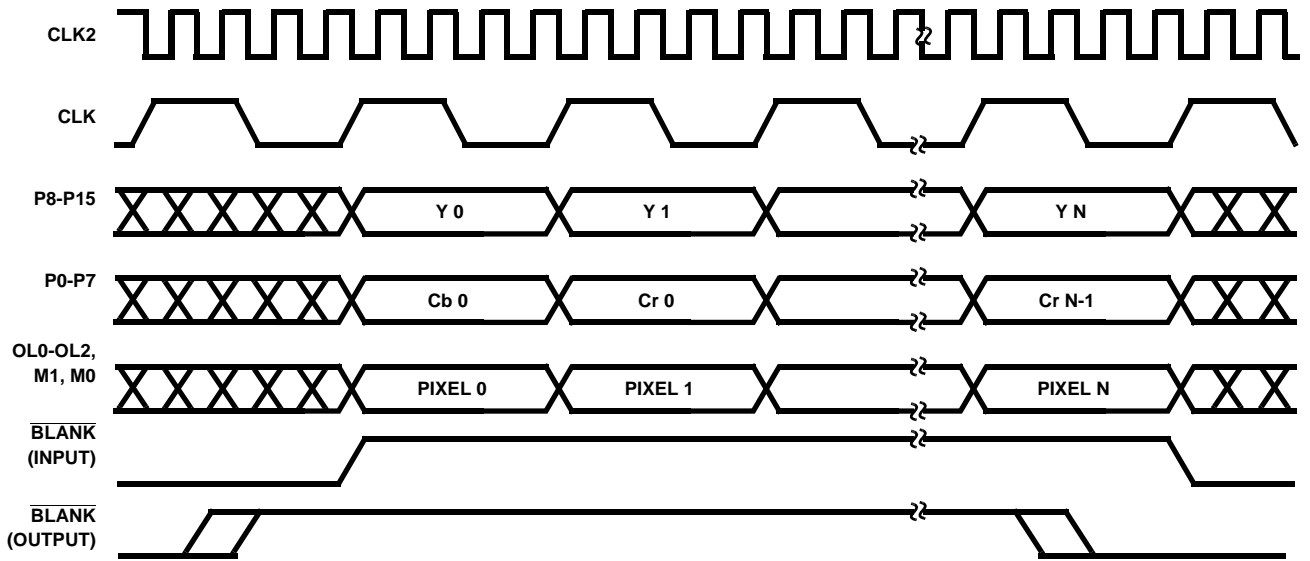 CLK2
CLK
P8-P15
Y 0
Y 1
Y N
P0-P7
Cb 0
Cr 0
Cr N-1
OL0-OL2,
M1, M0
PIXEL 0
PIXEL 1
PIXEL N
BLANK
(INPUT)
BLANK
(OUTPUT)